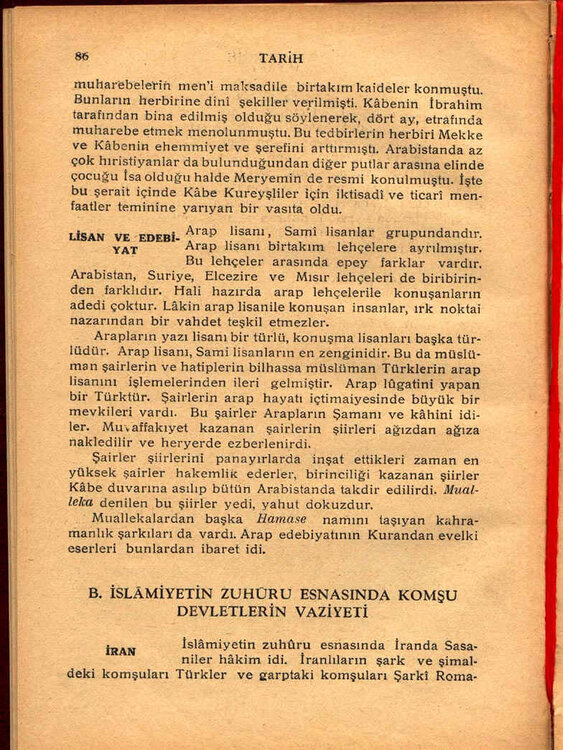 86
TARİH
muharebelerin men'i maksadile birtakım kaideler konmuştu.
Bunların herbirine dinî şekiller verilmişti. Kâbenin İbrahim
tarafından bina edilmiş olduğu söylenerek, dört ay, etrafında
muharebe etmek menolunmuştu. Bu tedbirlerin herbiri Mekke
ve Kâbenin ehemmiyet ve şerefini arttırmıştı. Arabistanda az
çok hıristiyanlar da bulunduğundan diğer putlar arasına elinde
çocuğu İsa olduğu halde Meryemin de resmi konulmuştu. İşte
bu şerait içinde Kâbe Kureyşliler için iktisadî ve ticarî men-
faatler teminine yarıyan bir vasıta oldu.
LİSAN VE EDEBİ-
YAT
Arap lisanı, Samî lisanlar grupundandır.
Arap lisanı birtakım lehçelere ayrılmıştır.
Bu lehçeler arasında epey farklar vardır.
Arabistan, Suriye, Elcezire ve Mısır lehçeleri de biribirin-
den farklıdır. Hali hazırda arap lehçelerile konuşanların
adedi çoktur. Lâkin arap lisanile konuşan insanlar, ırk noktai
nazarından bir vahdet teşkil etmezler.
Arapların yazı lisanı bir türlü, konuşma lisanları başka tür-
lüdür. Arap lisanı, Sami lisanların en zenginidir. Bu da müslü-
man şairlerin ve hatiplerin bilhassa müslüman Türklerin arap
lisanını işlemelerinden ileri gelmiştir. Arap lûgatini yapan
bir Türktür. Şairlerin arap hayatı içtimaiyesinde büyük bir
mevkileri vardı. Bu şairler Arapların Şamanı ve kâhini idi-
ler. Muvaffakıyet kazanan şairlerin şiirleri ağızdan ağıza
nakledilir ve heryerde ezberlenirdi.
Şairler şiirlerini panayırlarda inşat ettikleri zaman en
yüksek şairler hakemlik ederler, birinciliği kazanan şiirler
Kâbe duvarına asılıp bütün Arabistanda takdir edilirdi. Mual-
leka denilen bu şiirler yedi, yahut dokuzdur.
Muallekalardan başka Hamase namını taşıyan kahra-
manlık şarkıları da vardı. Arap edebiyatının Kurandan evelki
eserleri bunlardan ibaret idi.
B. İSLÂMİYETİN ZUHÛRU ESNASINDA KOMŞU
DEVLETLERİN VAZİYETİ
İRAN
İslâmiyetin zuhûru esnasında İranda Sasa-
niler hâkim idi. İranlıların şark ve şimal-
deki komşuları Türkler ve garptaki komşuları Şarkî Roma-